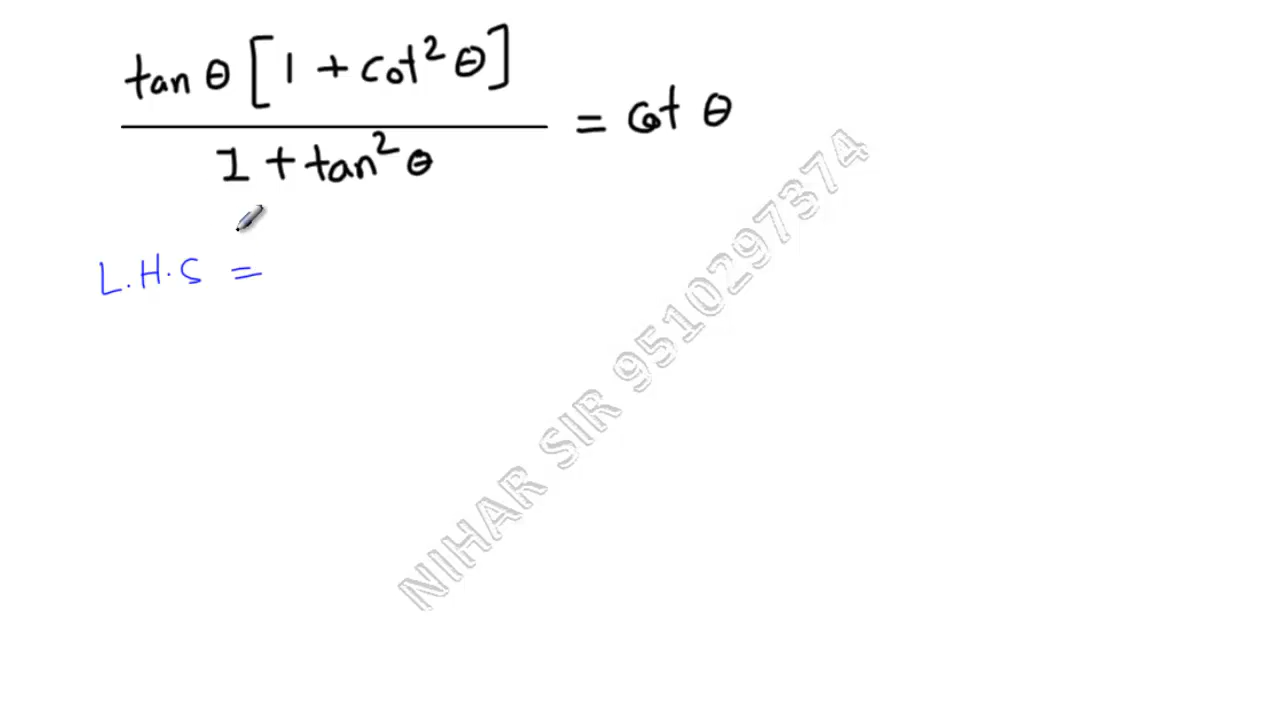 tan θ [1 + cot² θ]
1 + tan² θ
= cot θ
L.H.S =
NIHAR SIR 9510297374